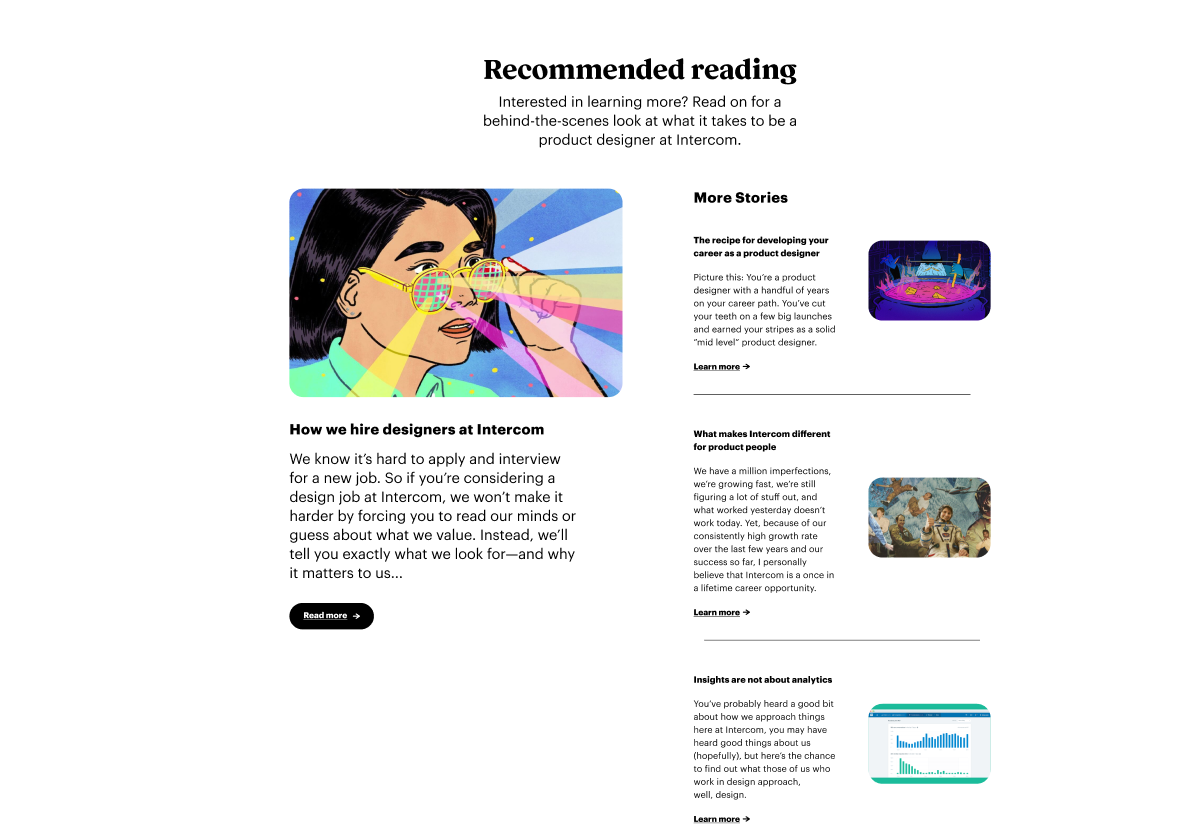 Recommended reading
Interested in learning more? Read on for a
behind-the-scenes look at what it takes to be a
product designer at Intercom.
How we hire designers at Intercom
We know it’s hard to apply and interview
for a new job. So if you’re considering a
design job at Intercom, we won’t make it
harder by forcing you to read our minds or
guess about what we value. Instead, we’ll
tell you exactly what we look for—and why
it matters to us...
Read more →
More Stories
The recipe for developing your
career as a product designer
Picture this: You’re a product
designer with a handful of years
on your career path. You’ve cut
your teeth on a few big launches
and earned your stripes as a solid
“mid level” product designer.
Learn more →
What makes Intercom different
for product people
We have a million imperfections,
we’re growing fast, we’re still
figuring a lot of stuff out, and
what worked yesterday doesn’t
work today. Yet, because of our
consistently high growth rate
over the last few years and our
success so far, I personally
believe that Intercom is a once in
a lifetime career opportunity.
Learn more →
Insights are not about analytics
You’ve probably heard a good bit
about how we approach things
here at Intercom, you may have
heard good things about us
(hopefully), but here’s the chance
to find out what those of us who
work in design approach,
well, design.
Learn more →